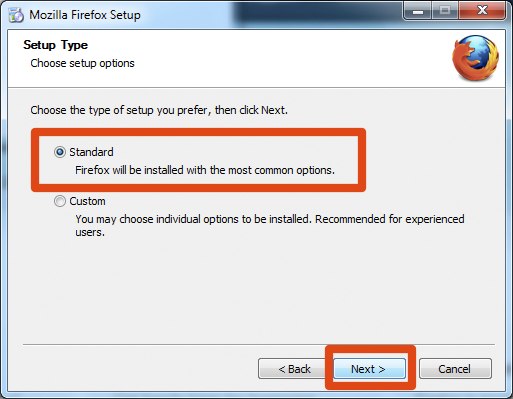 Mozilla Firefox Setup
Setup Type
Choose setup options
Choose the type of setup you prefer, then click Next.
Standard
Firefox will be installed with the most common options.
Custom
You may choose individual options to be installed. Recommended for experienced
users.
< Back Next > Cancel